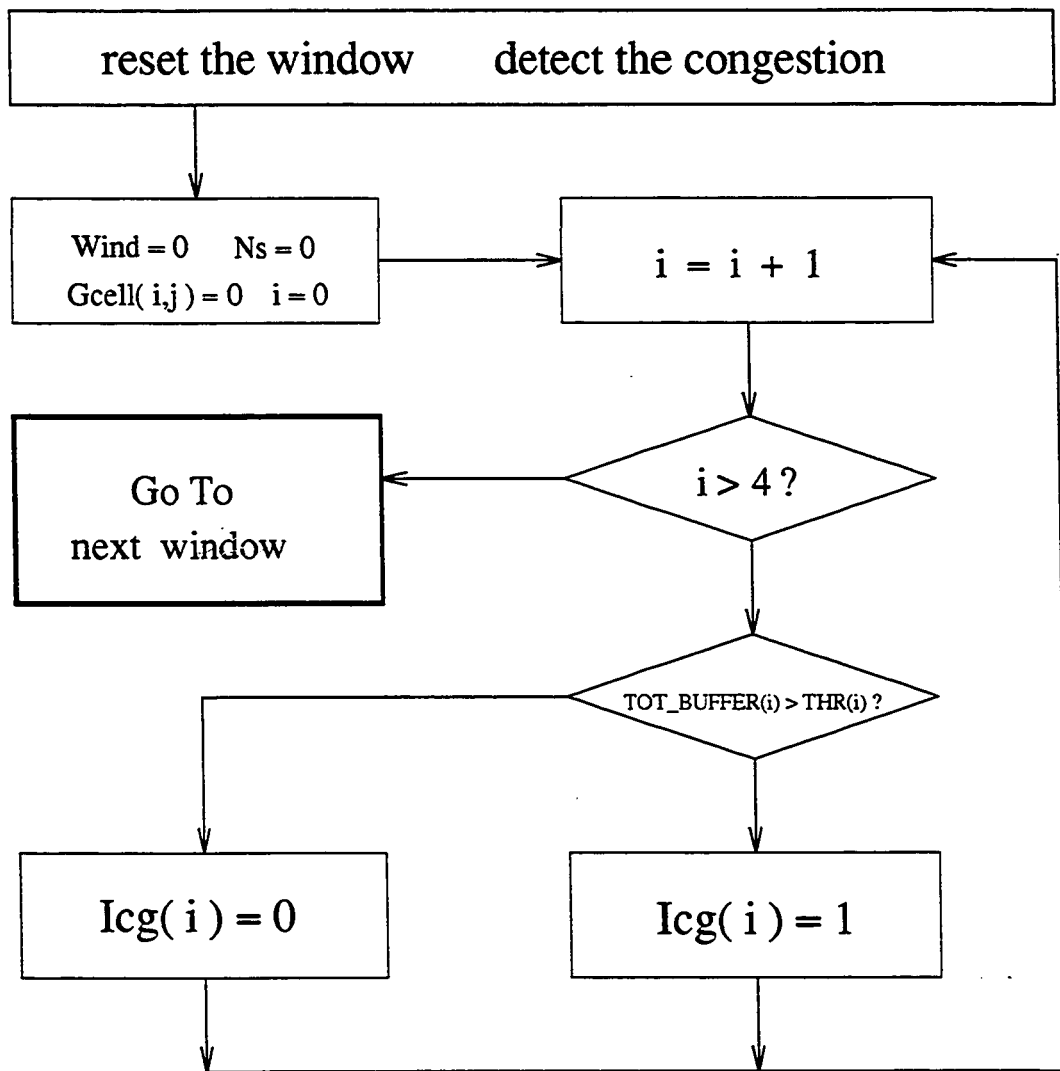 reset the window detect the congestion
Wind = 0 Ns = 0
Gcell( i,j ) = 0 i = 0
i = i + 1
i > 4 ?
Go To
next window
TOT_BUFFER(i) > THR(i) ?
Icg( i ) = 0
Icg( i ) = 1